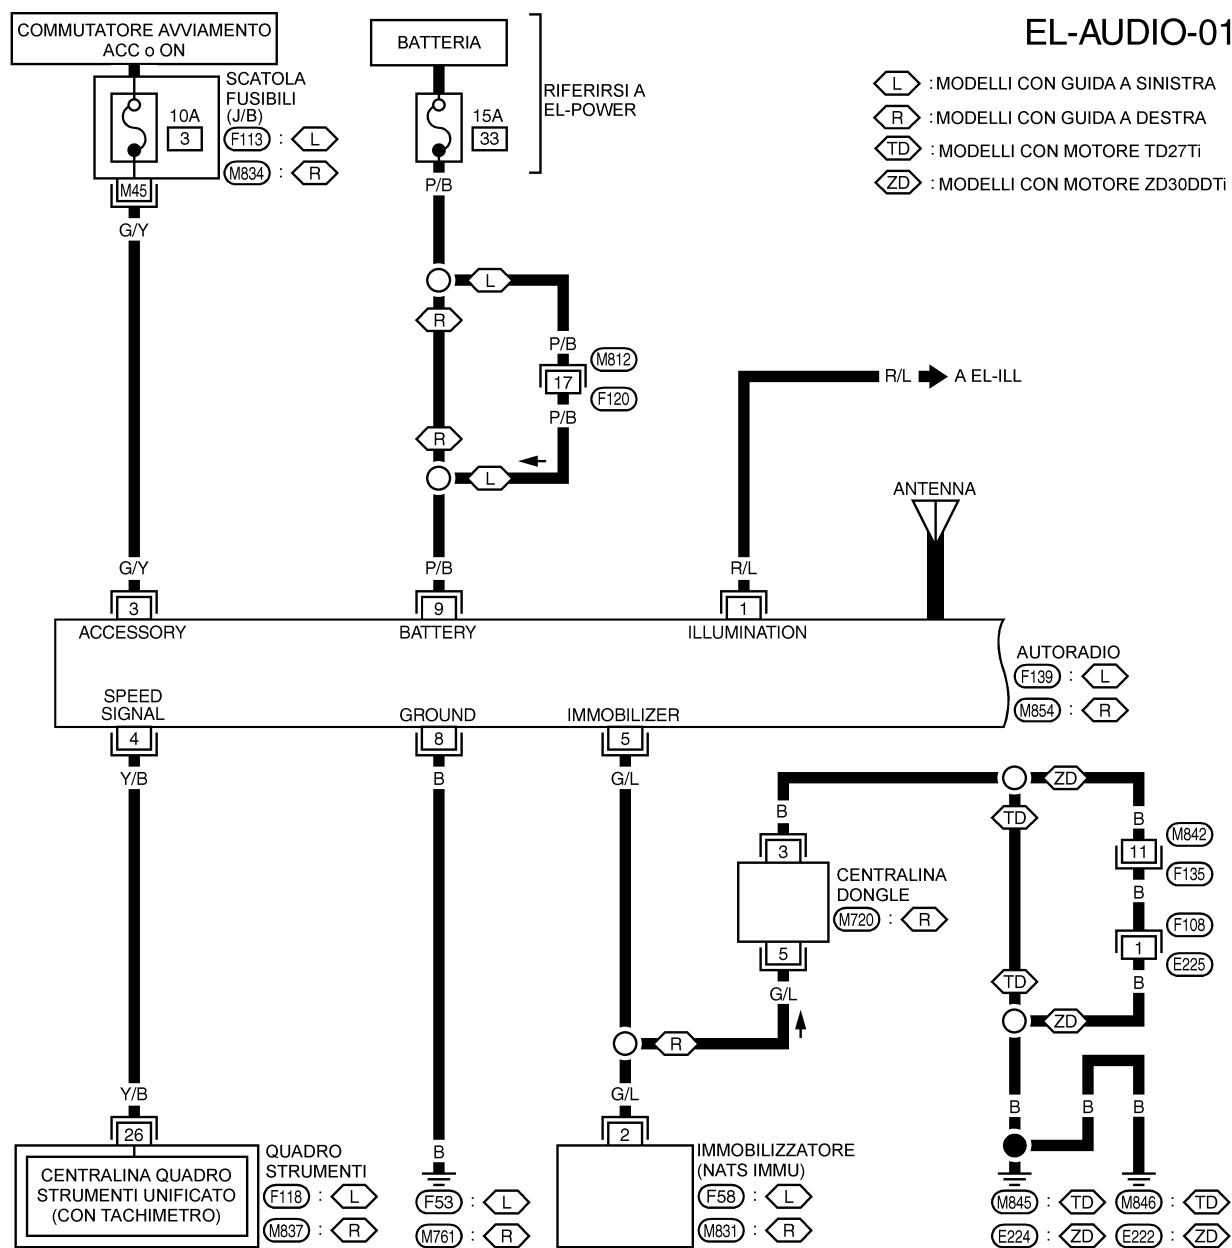 EL-AUDIO-01
COMMUTATORE AVVIAMENTO
ACC o ON
BATTERIA
RIFERIRSI A
EL-POWER
L : MODELLI CON GUIDA A SINISTRA
R : MODELLI CON GUIDA A DESTRA
TD : MODELLI CON MOTORE TD27Ti
ZD : MODELLI CON MOTORE ZD30DDTi
SCATOLA
FUSIBILI
(J/B)
10A
3
F113 : L
M834 : R
15A
33
M45
G/Y
P/B
L
R
P/B
M812
17
F120
P/B
R
L
R/L
A EL-ILL
ANTENNA
G/Y
P/B
R/L
3
9
1
ACCESSORY
BATTERY
ILLUMINATION
AUTORADIO
F139 : L
M854 : R
SPEED
SIGNAL
GROUND
IMMOBILIZER
4
8
5
Y/B
B
G/L
ZD
TD
B
B
M842
3
11
F135
CENTRALINA
DONGLE
M720 : R
B
F108
5
1
E225
G/L
TD
B
ZD
R
Y/B
G/L
B
B
B
26
2
B
QUADRO
STRUMENTI
F118 : L
M837 : R
CENTRALINA QUADRO
STRUMENTI UNIFICATO
(CON TACHIMETRO)
F53 : L
M761 : R
IMMOBILIZZATORE
(NATS IMMU)
F58 : L
M831 : R
M845 : TD
M846 : TD
E224 : ZD
E222 : ZD